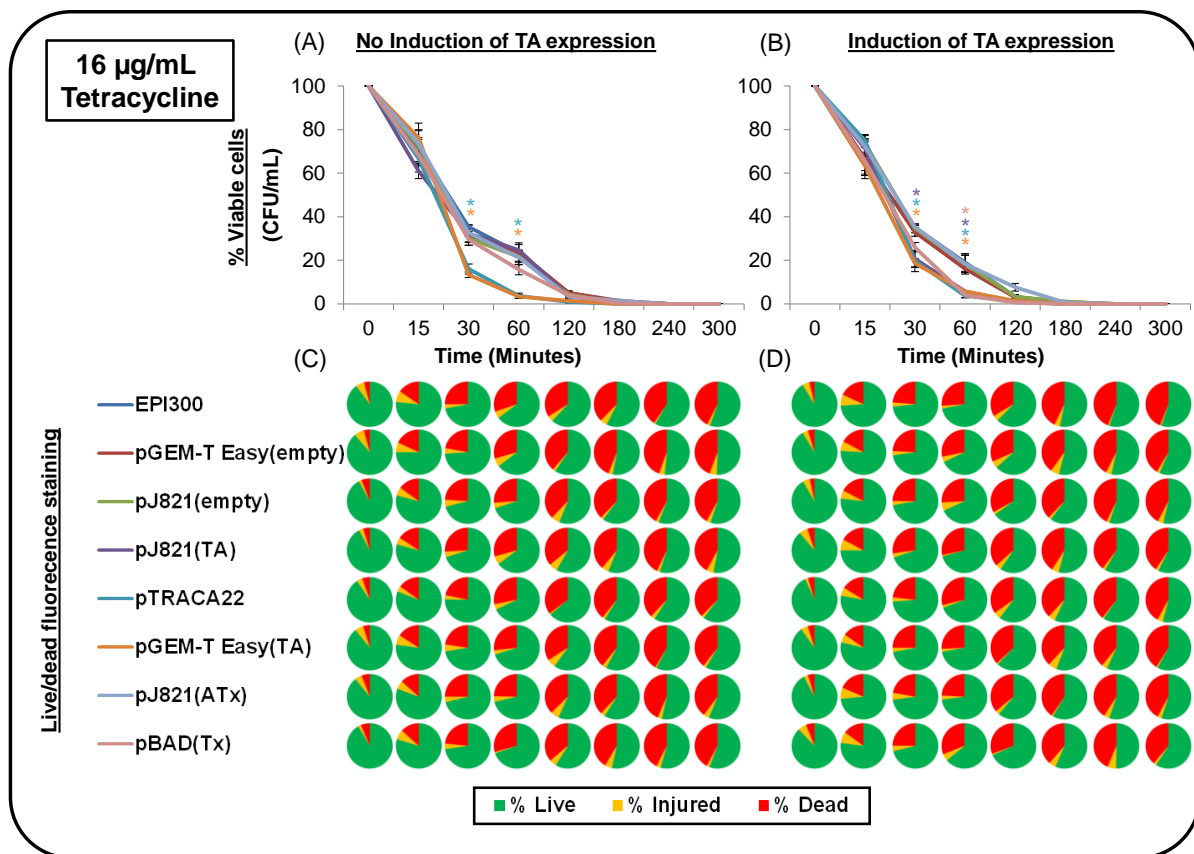 16 µg/mL
Tetracycline
(A)
No Induction of TA expression
(B)
Induction of TA expression
% Viable cells
(CFU/mL)
100
80
60
40
20
0
* *
* *
0 15 30 60 120 180 240 300
Time (Minutes)
100
80
60
40
20
0
* * *
* * * *
0 15 30 60 120 180 240 300
Time (Minutes)
(C)
(D)
Live/dead fluorecence staining
EPI300
pGEM-T Easy(empty)
pJ821(empty)
pJ821(TA)
pTRACA22
pGEM-T Easy(TA)
pJ821(ATx)
pBAD(Tx)
% Live % Injured % Dead